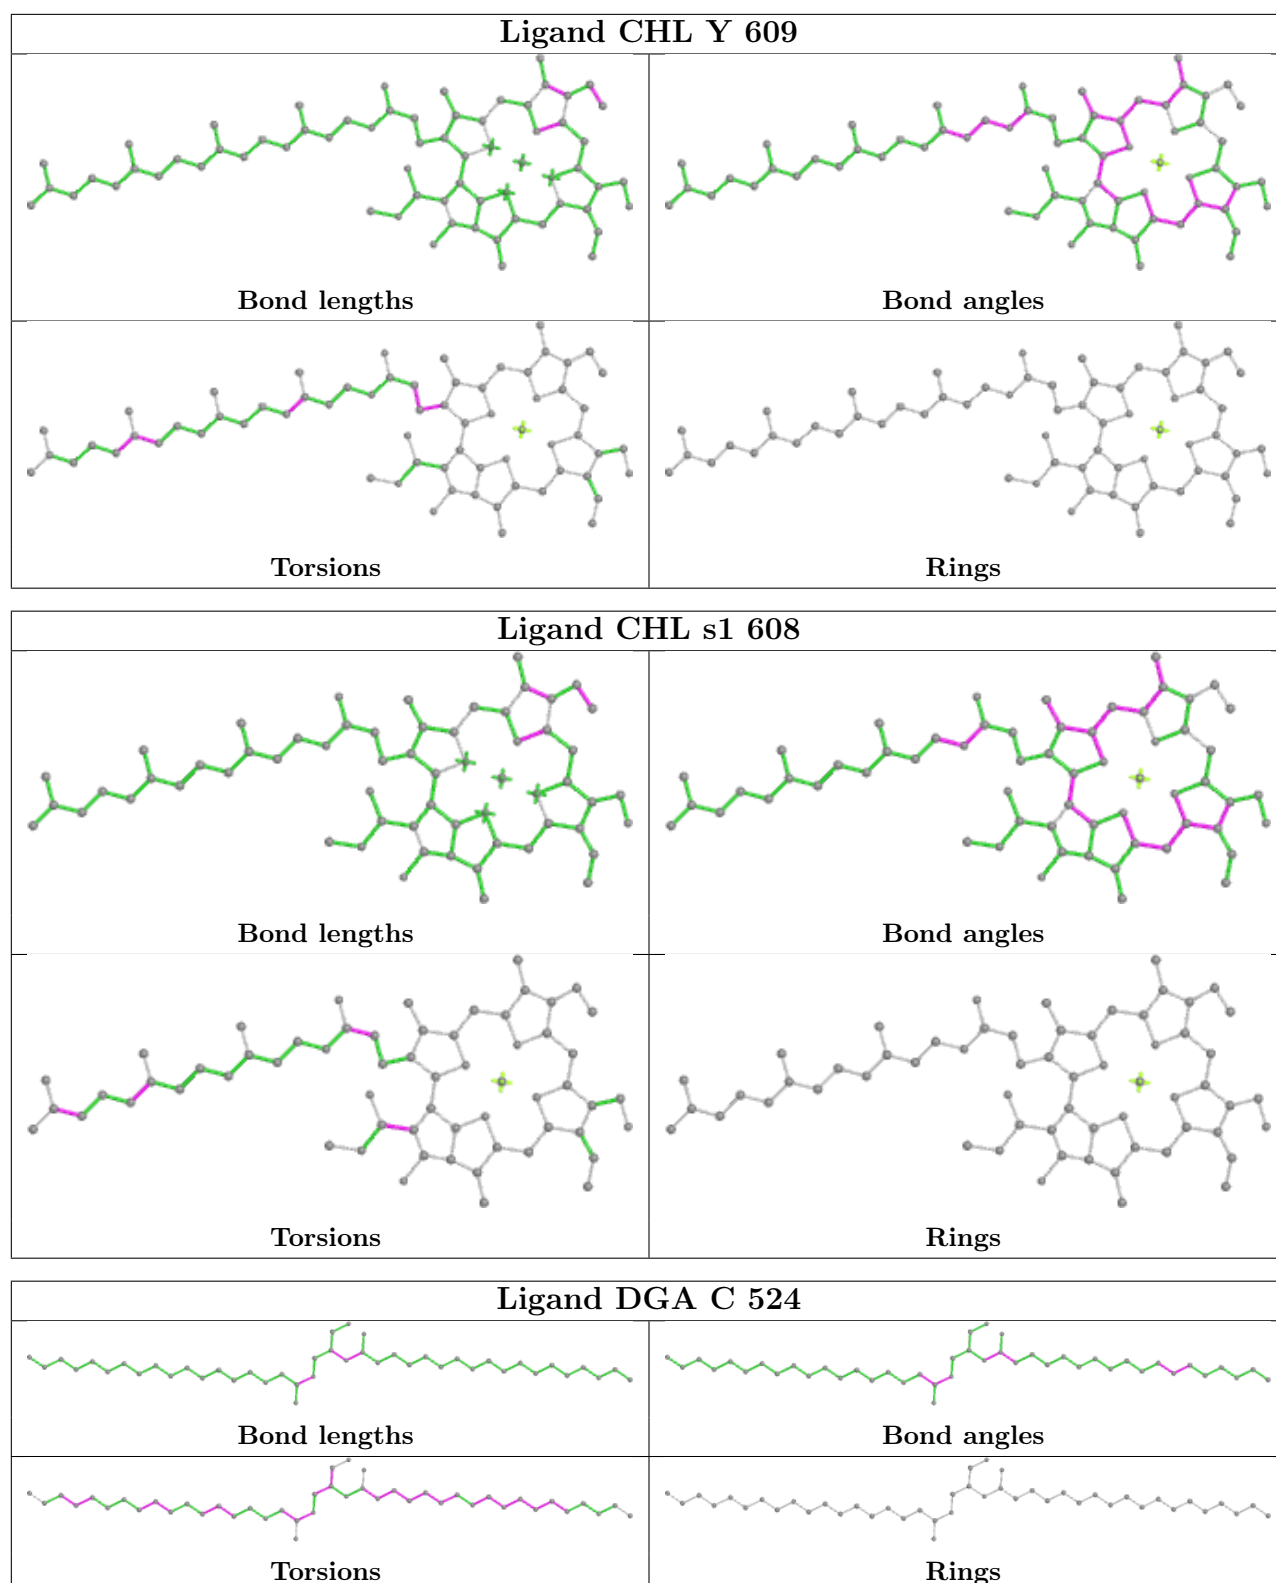 Ligand CHL Y 609
Bond lengths
Bond angles
Torsions
Rings
Ligand CHL s1 608
Bond lengths
Bond angles
Torsions
Rings
Ligand DGA C 524
Bond lengths
Bond angles
Torsions
Rings